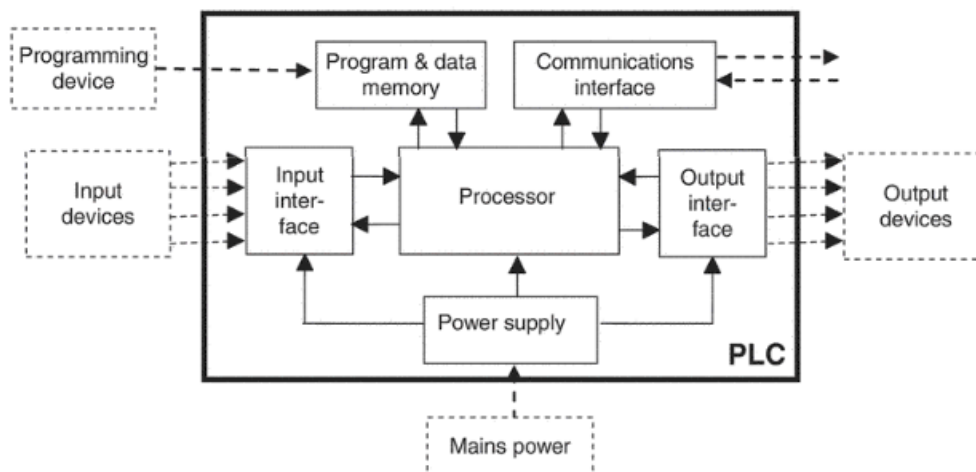 Programming
device
Program & data
memory
Communications
interface
Input
devices
Input
inter-
face
Processor
Output
inter-
face
Output
devices
Power supply
PLC
Mains power